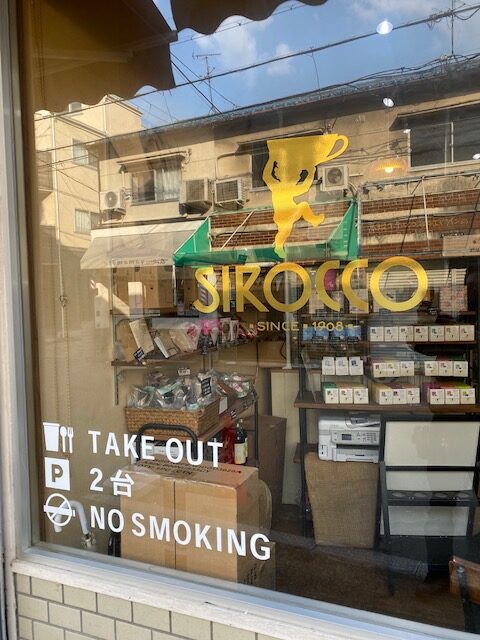 SIROCCO
· SINCE · 1908 ·
TAKE OUT
P 2台
NO SMOKING